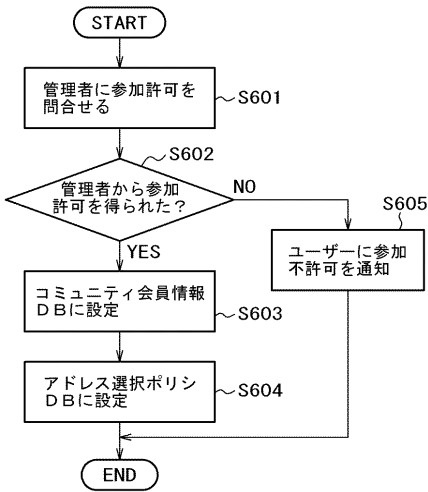 START
管理者に参加許可を
問合せる
S601
S602
管理者から参加
許可を得られた？
NO
S605
YES
ユーザーに参加
不許可を通知
コミュニティ会員情報
ＤＢに設定
S603
アドレス選択ポリシ
ＤＢに設定
S604
END